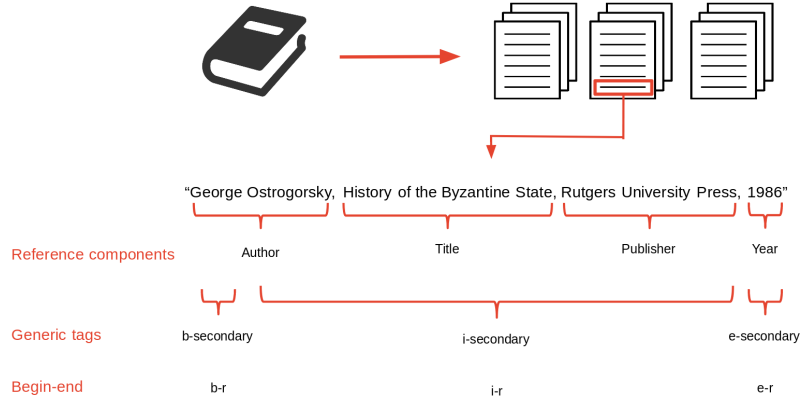 “George Ostrogorsky, History of the Byzantine State, Rutgers University Press, 1986”
Reference components Author Title Publisher Year
Generic tags b-secondary i-secondary e-secondary
Begin-end b-r i-r e-r